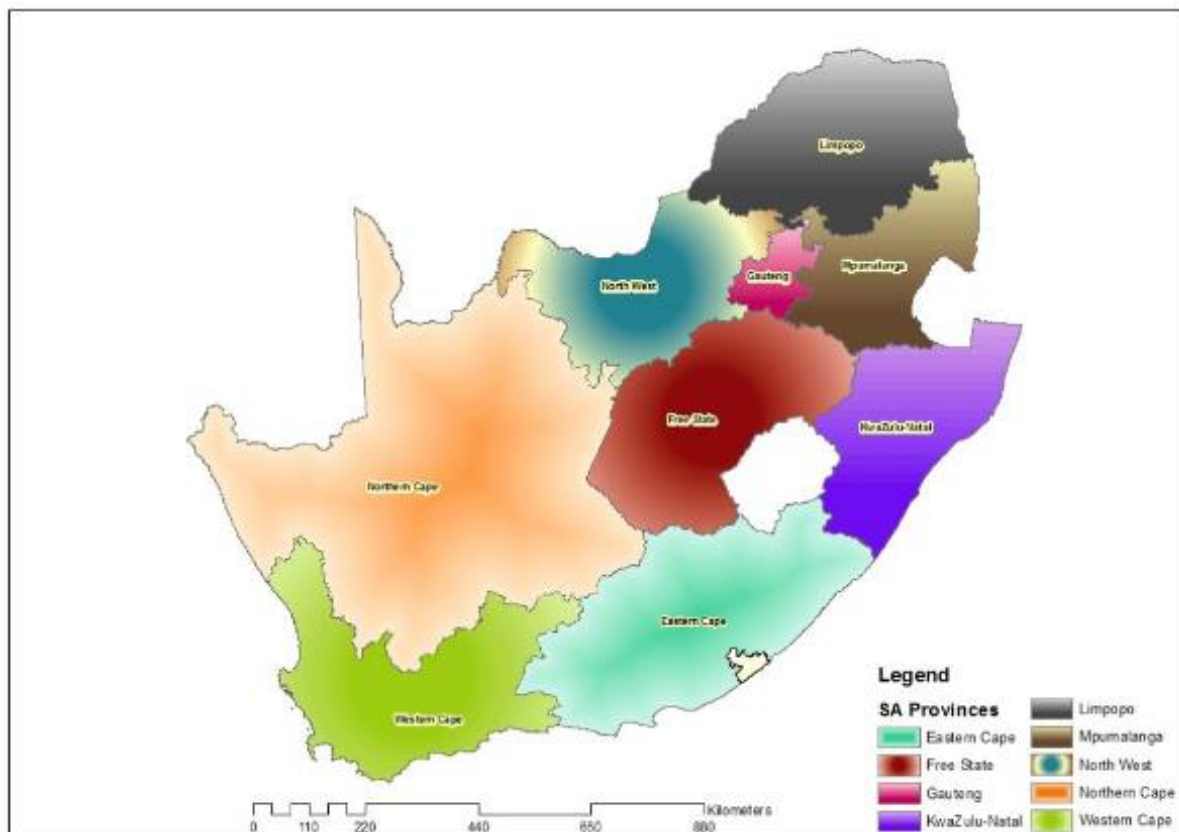 Limpopo
Mpumalanga
Gauteng
North West
Free State
KwaZulu-Natal
Northern Cape
Eastern Cape
Western Cape
Legend
SA Provinces
Eastern Cape
Free State
Gauteng
KwaZulu-Natal
Limpopo
Mpumalanga
North West
Northern Cape
Western Cape
Kilometers
0 110 220 440 660 880